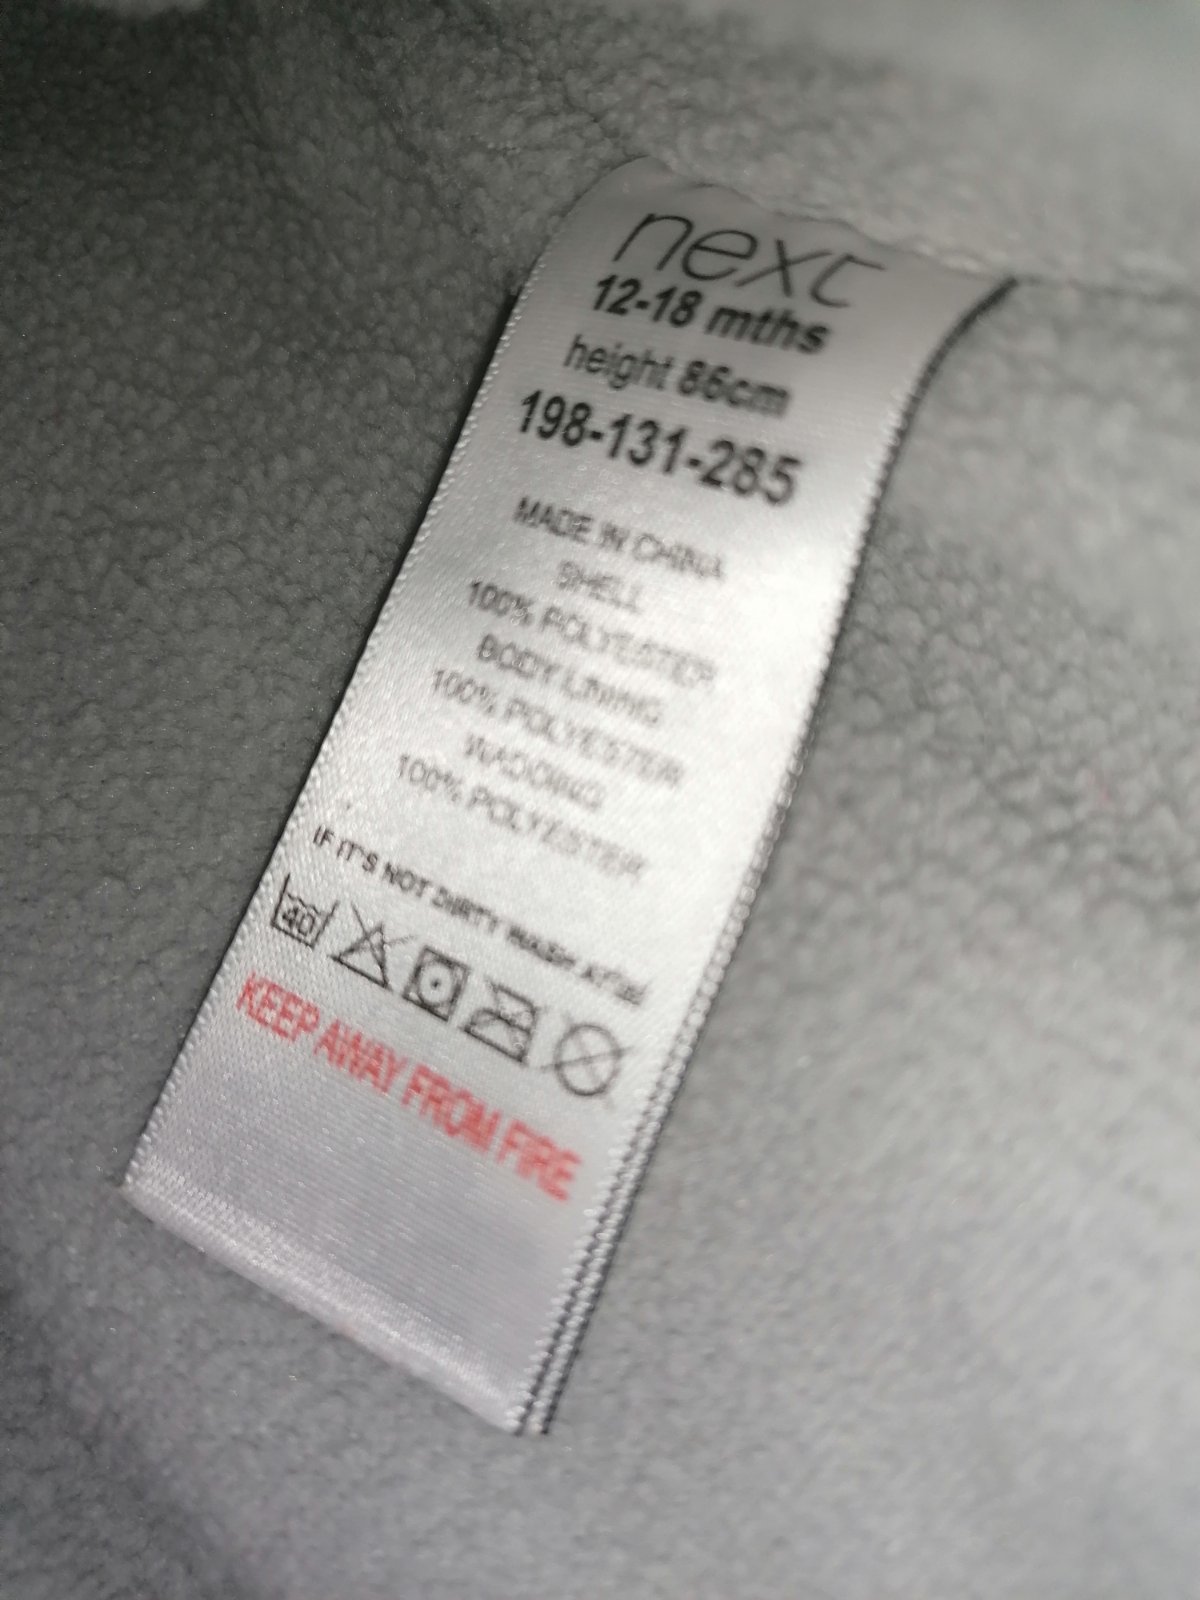 next
12-18 mths
height 86cm
198-131-285
MADE IN CHINA
SHELL
100% POLYESTER
BODY LINING
100% POLYESTER
WADDING
100% POLYESTER
IF IT'S NOT DIRTY WASH AT 30
40
KEEP AWAY FROM FIRE